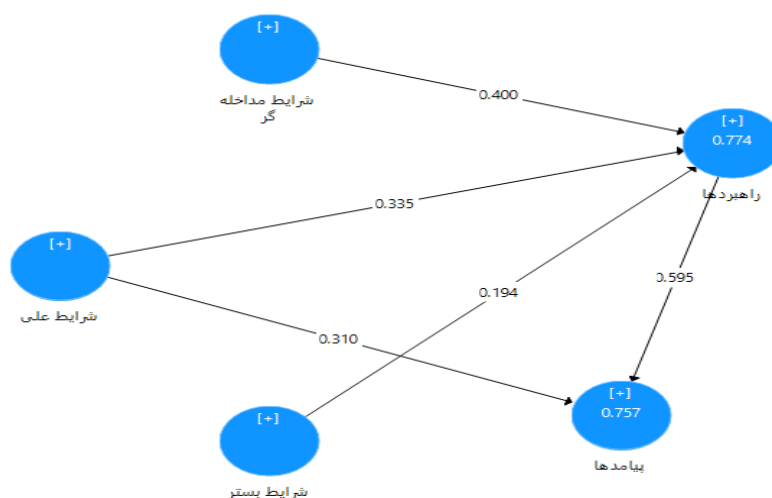 [+]
شرایط مداخله
گر
0.400
[+]
0.774
راهبردها
0.335
[+]
شرایط علی
0.194
0.595
0.310
[+]
0.757
پیامدها
[+]
شرایط بستر